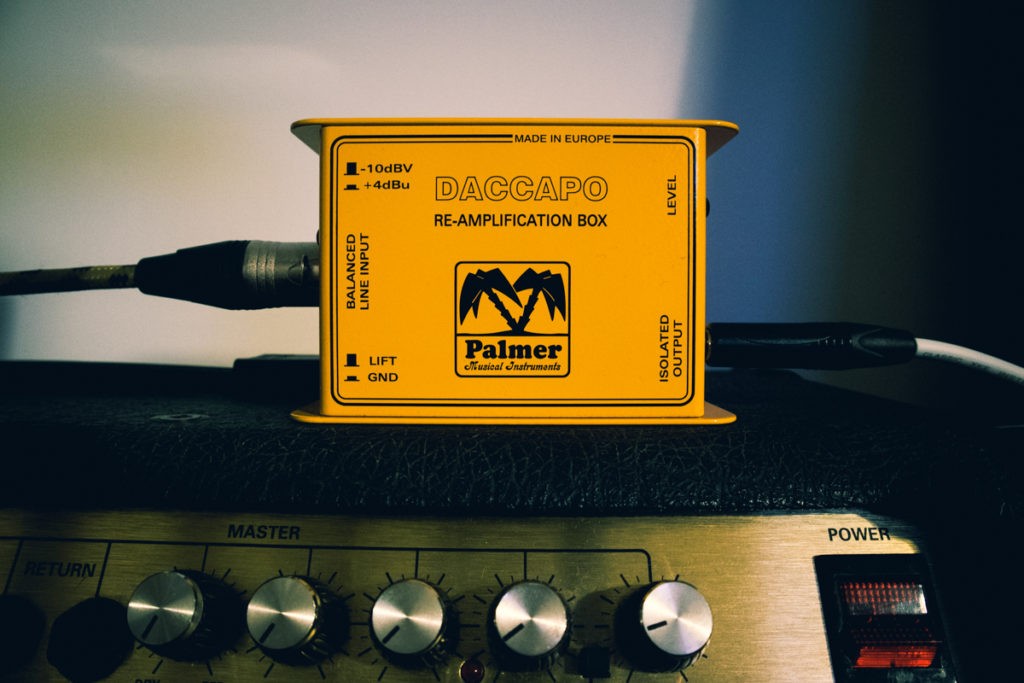 MADE IN EUROPE
-10dBV
+4dBu
DACCAPO
RE-AMPLIFICATION BOX
LEVEL
BALANCED
LINE INPUT
Palmer
Musical Instruments
ISOLATED
OUTPUT
LIFT
GND
MASTER
POWER
RETURN